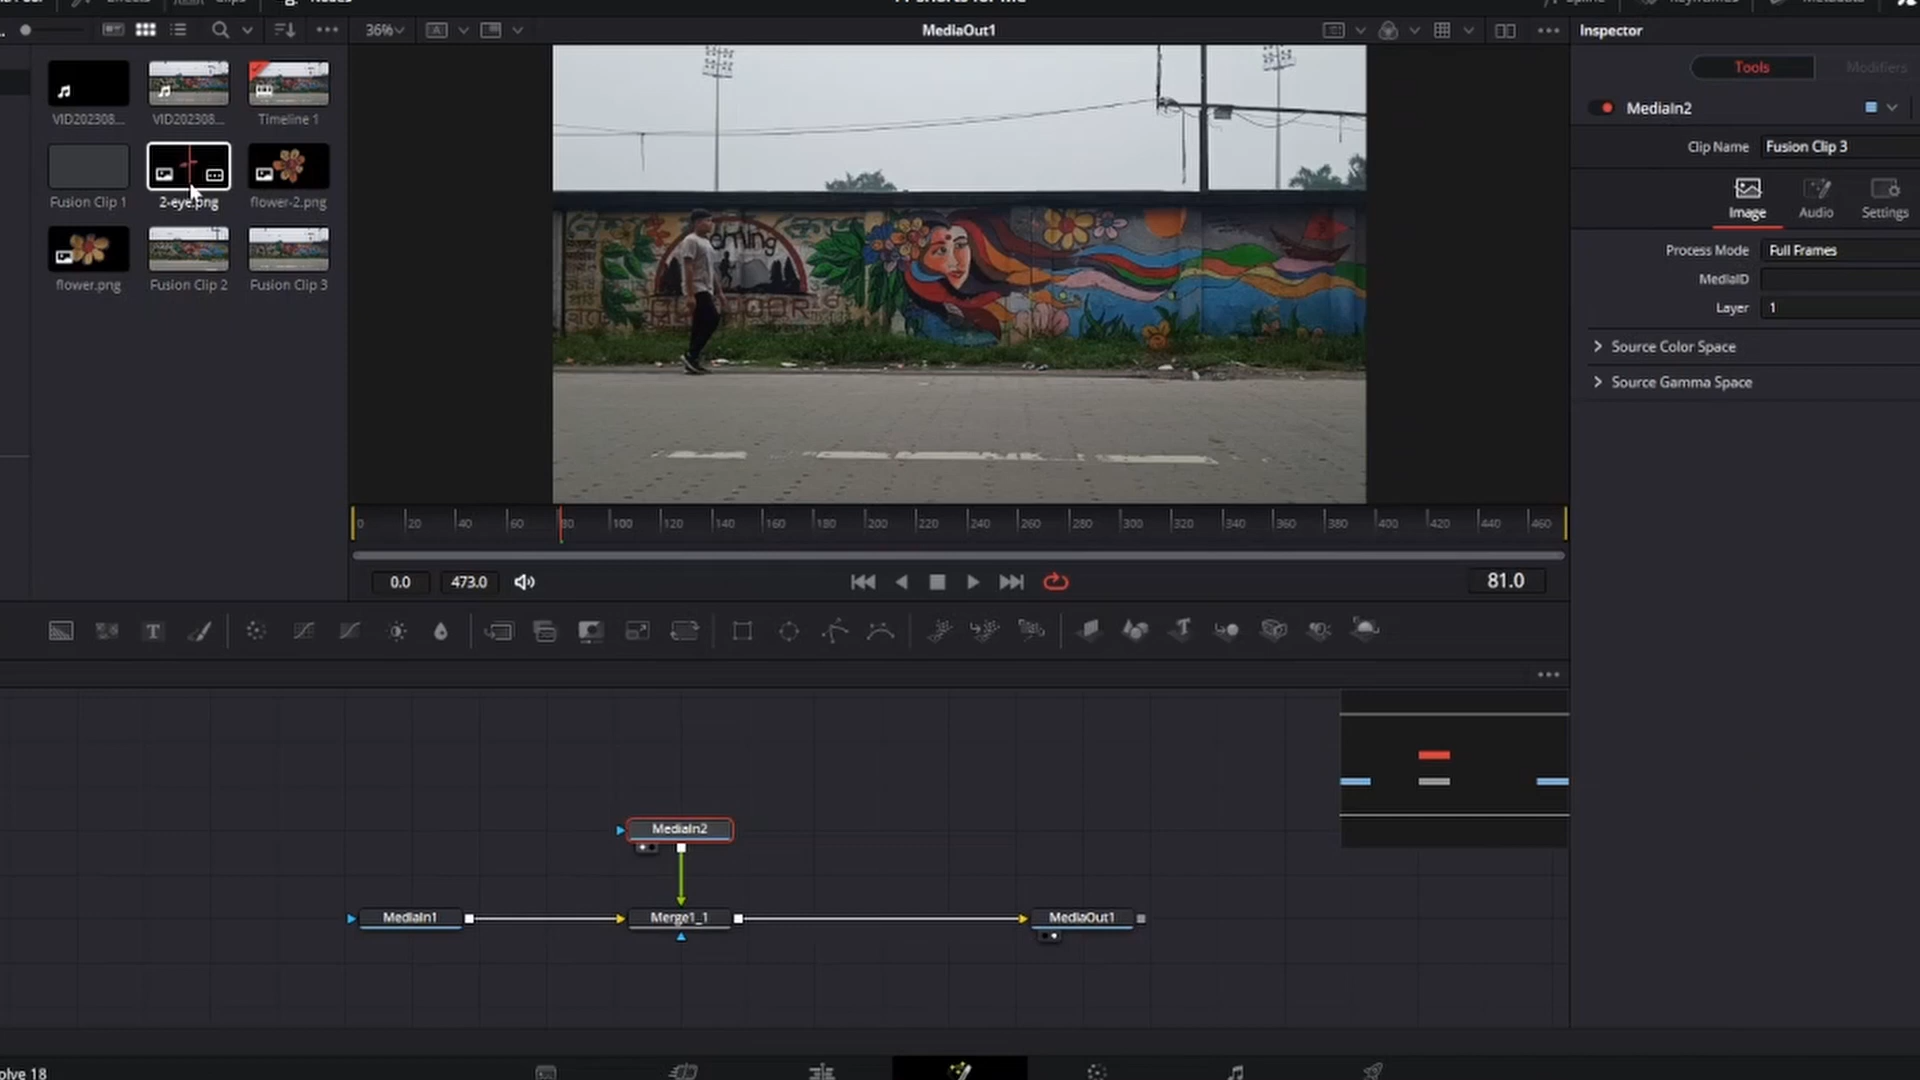 36%
MediaOut1
Inspector
Tools
Modifiers
VID202308...
VID202308...
Timeline 1
MediaIn2
Clip Name
Fusion Clip 3
Fusion Clip 1
2-eye.png
flower-2.png
Image
Audio
Settings
flower.png
Fusion Clip 2
Fusion Clip 3
Process Mode
Full Frames
MediaID
Layer
1
Source Color Space
Source Gamma Space
0
20
40
60
80
100
120
140
160
180
200
220
240
260
280
300
320
340
360
380
400
420
440
460
0.0
473.0
81.0
T
MediaIn2
MediaIn1
Merge1_1
MediaOut1
olve 18